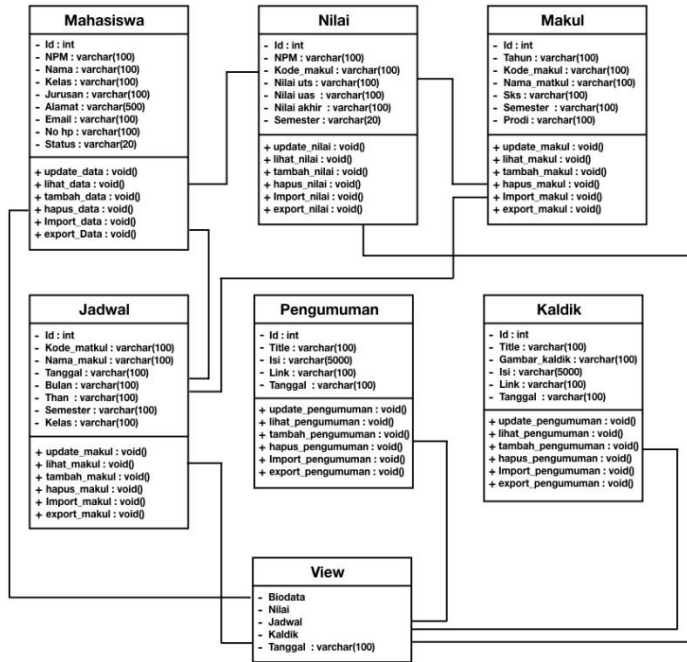 Mahasiswa
- Id : int
- NPM : varchar(100)
- Nama : varchar(100)
- Kelas : varchar(100)
- Jurusan : varchar(100)
- Alamat : varchar(500)
- Email : varchar(100)
- No hp : varchar(100)
- Status : varchar(20)
+ update_data : void()
+ lihat_data : void()
+ tambah_data : void()
+ hapus_data : void()
+ Import_data : void()
+ export_Data : void()
Nilai
- Id : int
- NPM : varchar(100)
- Kode_makul : varchar(100)
- Nilai uts : varchar(100)
- Nilai uas : varchar(100)
- Nilai akhir : varchar(100)
- Semester : varchar(20)
+ update_nilai : void()
+ lihat_nilai : void()
+ tambah_nilai : void()
+ hapus_nilai : void()
+ Import_nilai : void()
+ export_nilai : void()
Makul
- Id : int
- Tahun : varchar(100)
- Kode_makul : varchar(100)
- Nama_matkul : varchar(100)
- Sks : varchar(100)
- Semester : varchar(100)
- Prodi : varchar(100)
+ update_makul : void()
+ lihat_makul : void()
+ tambah_makul : void()
+ hapus_makul : void()
+ Import_makul : void()
+ export_makul : void()
Jadwal
- Id : int
- Kode_matkul : varchar(100)
- Nama_makul : varchar(100)
- Tanggal : varchar(100)
- Bulan : varchar(100)
- Than : varchar(100)
- Semester : varchar(100)
- Kelas : varchar(100)
+ update_makul : void()
+ lihat_makul : void()
+ tambah_makul : void()
+ hapus_makul : void()
+ Import_makul : void()
+ export_makul : void()
Pengumuman
- Id : int
- Title : varchar(100)
- Isi : varchar(5000)
- Link : varchar(100)
- Tanggal : varchar(100)
+ update_pengumuman : void()
+ lihat_pengumuman : void()
+ tambah_pengumuman : void()
+ hapus_pengumuman : void()
+ Import_pengumuman : void()
+ export_pengumuman : void()
Kaldik
- Id : int
- Title : varchar(100)
- Gambar_kaldik : varchar(100)
- Isi : varchar(5000)
- Link : varchar(100)
- Tanggal : varchar(100)
+ update_pengumuman : void()
+ lihat_pengumuman : void()
+ tambah_pengumuman : void()
+ hapus_pengumuman : void()
+ Import_pengumuman : void()
+ export_pengumuman : void()
View
- Biodata
- Nilai
- Jadwal
- Kaldik
- Tanggal : varchar(100)